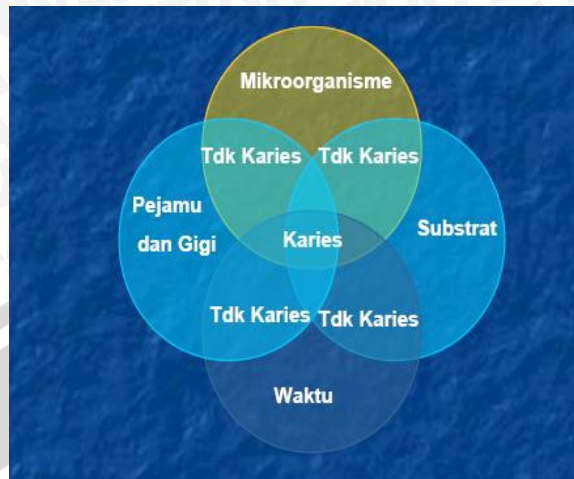 Mikroorganisme
Tdk Karies
Tdk Karies
Pejamu
dan Gigi
Karies
Substrat
Tdk Karies
Tdk Karies
Waktu